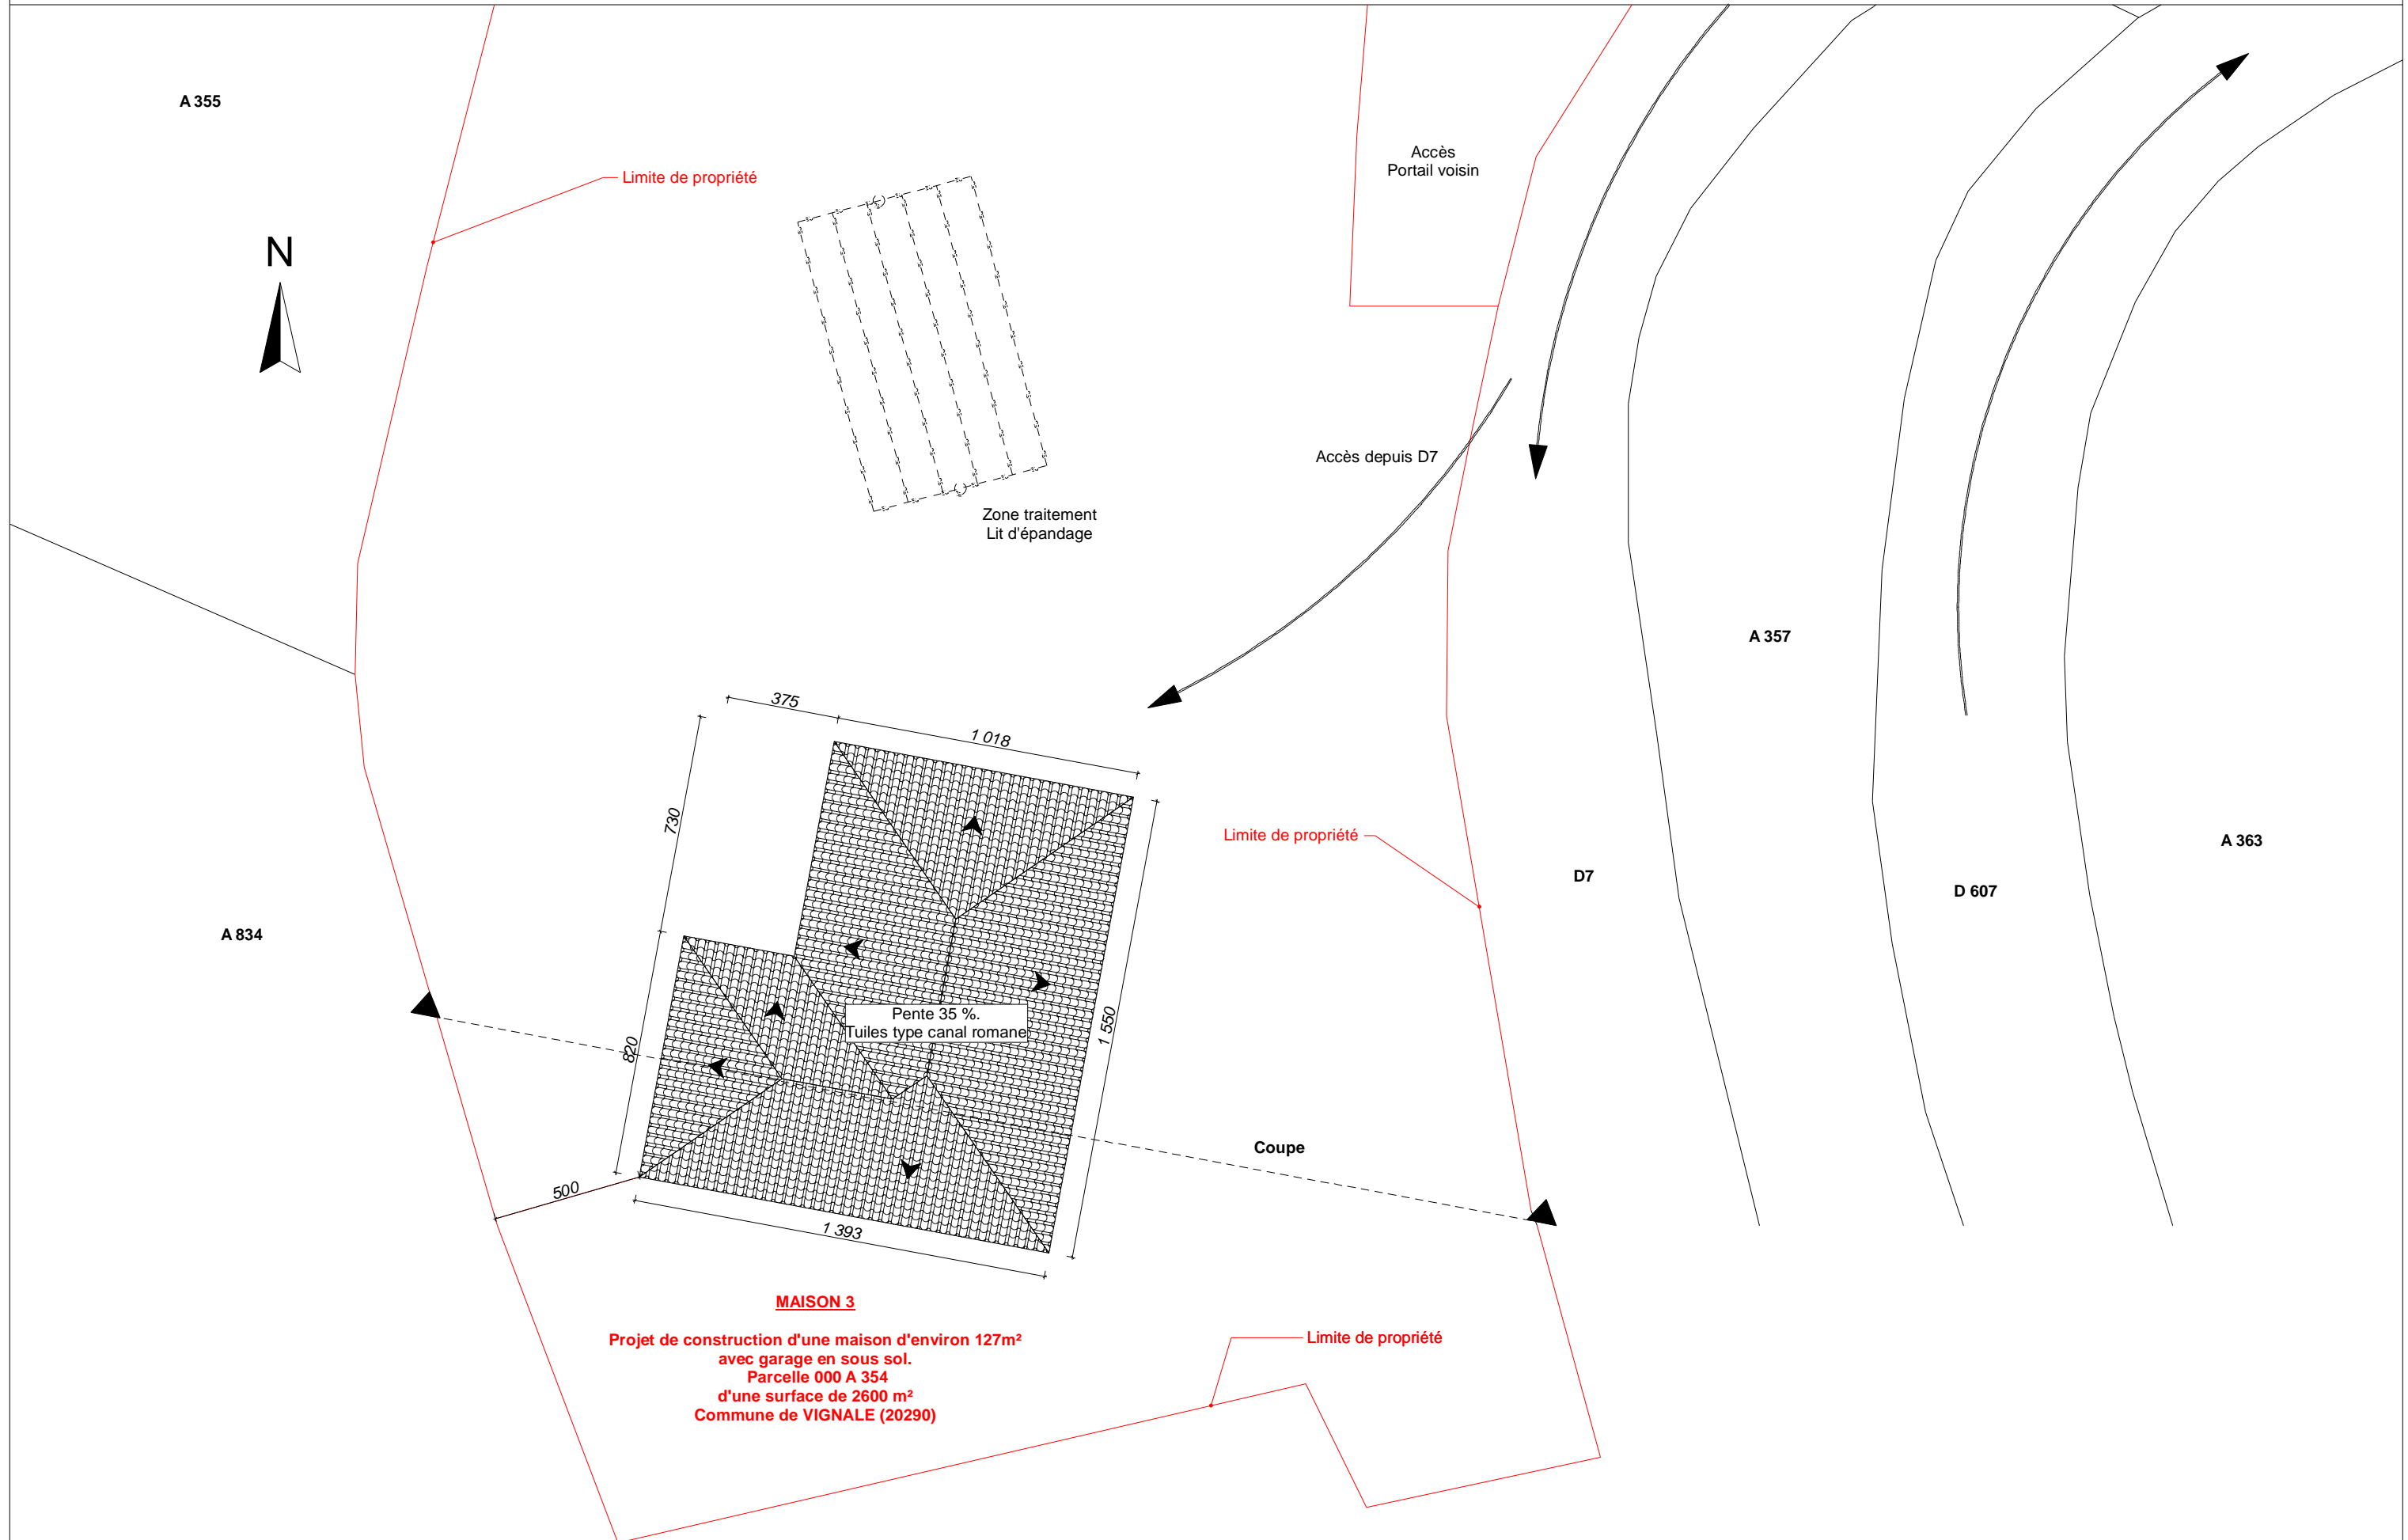 A 355
Limite de propriété
N
Accès
Portail voisin
Accès depuis D7
Zone traitement
Lit d'épandage
A 357
375
1 018
730
Limite de propriété
A 363
D7
D 607
A 834
Pente 35 %.
Tuiles type canal romane
820
1 550
Coupe
500
1 393
MAISON 3
Projet de construction d'une maison d'environ 127m²
avec garage en sous sol.
Parcelle 000 A 354
d'une surface de 2600 m²
Commune de VIGNALE (20290)
Limite de propriété